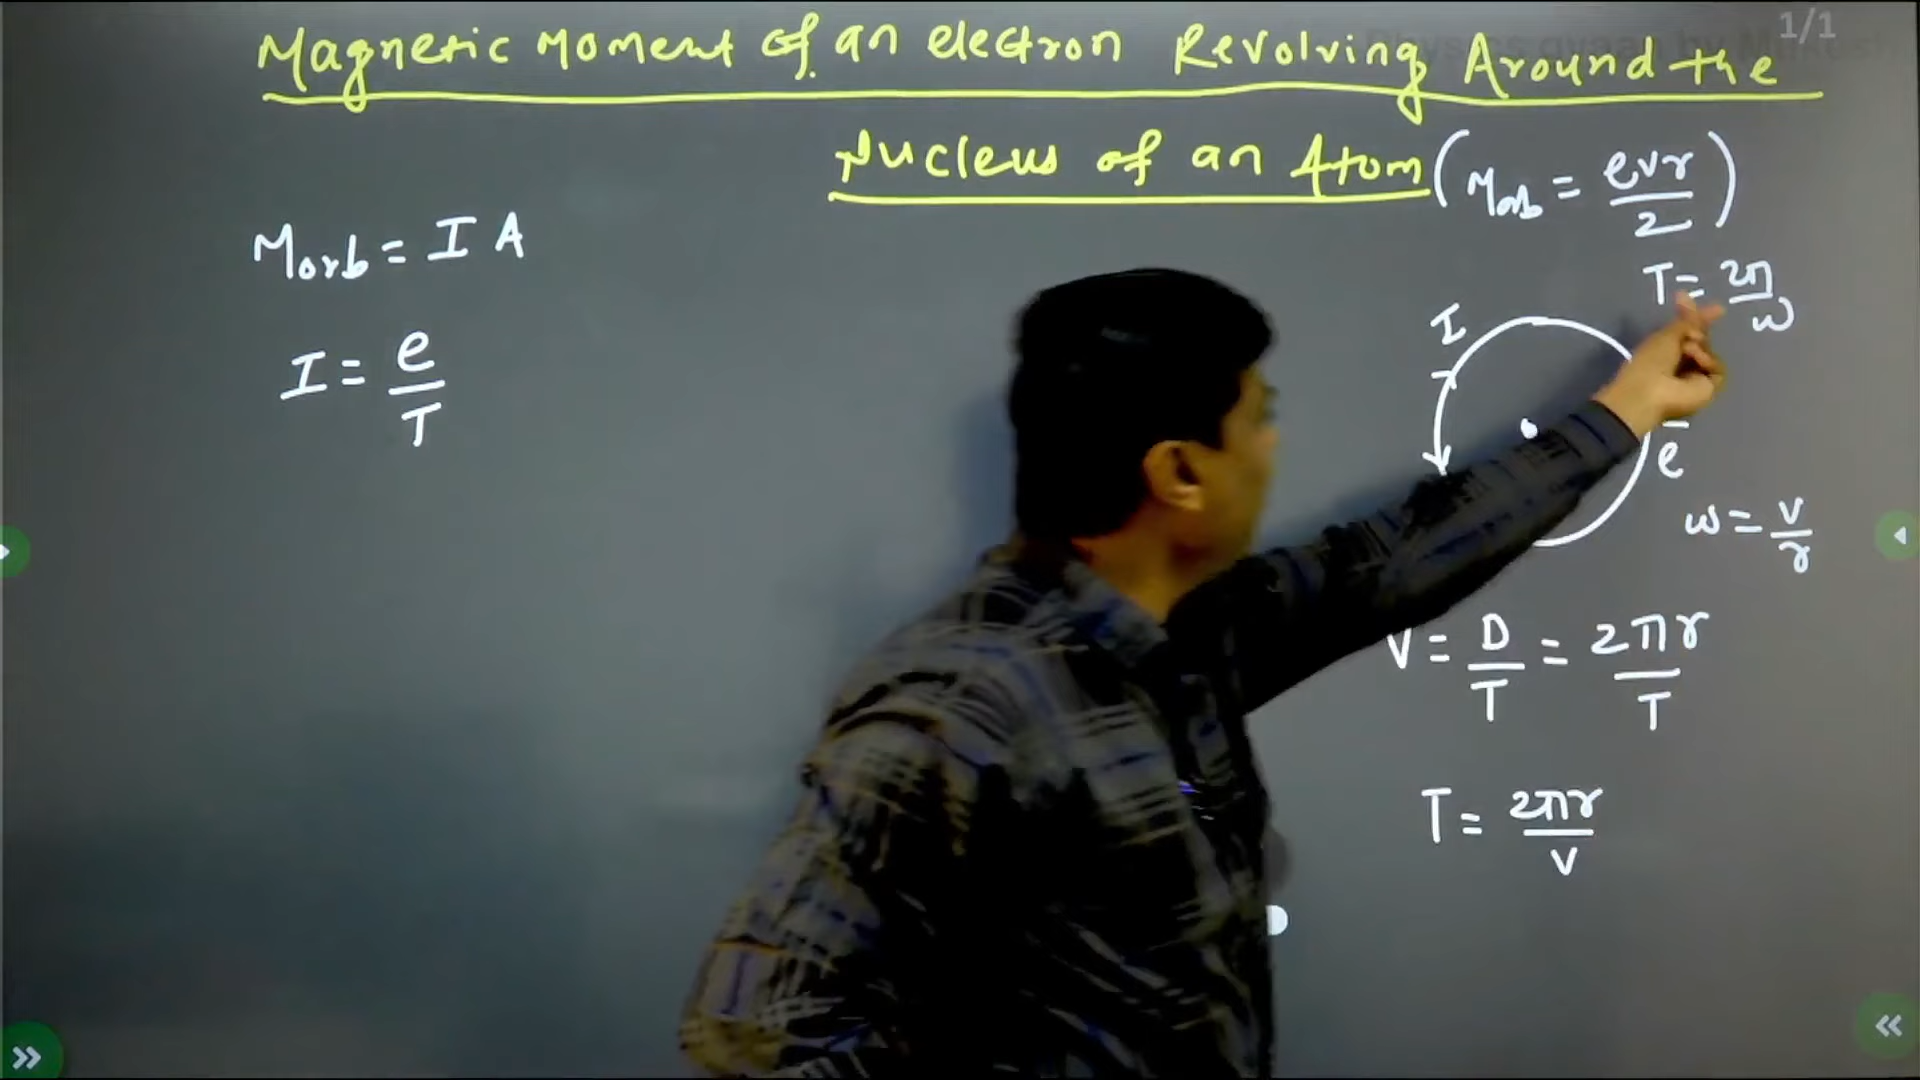 1/1
Magnetic Moment of an electron Revolving Around the
Nucleus of an Atom (Morb = evr/2)
Morb = I A
T = 2π/ω
I
I = e/T
e⁻
ω = v/r
V = D/T = 2πr/T
T = 2πr/v